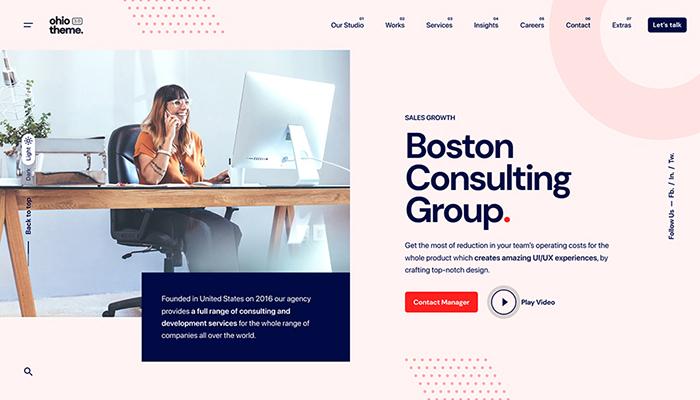 ohio 3.0
theme.
01 02 03 04 05 06 07
Our Studio Works Services Insights Careers Contact Extras Let's talk
Light
Dark
Back to top
SALES GROWTH
Boston
Consulting
Group.
Get the most of reduction in your team's operating costs for the
whole product which creates amazing UI/UX experiences, by
crafting top-notch design.
Contact Manager
Play Video
Founded in United States on 2016 our agency
provides a full range of consulting and
development services for the whole range of
companies all over the world.
Follow Us — Fb. / In. / Tw.